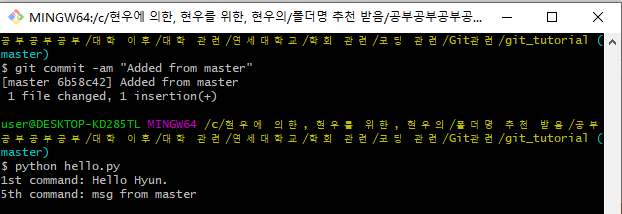 MINGW64:/c/현우에 의한, 현우를 위한, 현우의/폴더명 추천 받음/공부공부공부공...
공부공부공부/대학 이후/대학 관련/연세대학교/학회 관련/코딩 관련/Git관련/git_tutorial (
master)
$ git commit -am "Added from master"
[master 6b58c42] Added from master
 1 file changed, 1 insertion(+)

user@DESKTOP-KD285TL MINGW64 /c/현우에 의한, 현우를 위한, 현우의/폴더명 추천 받음/공부
공부공부공부/대학 이후/대학 관련/연세대학교/학회 관련/코딩 관련/Git관련/git_tutorial (
master)
$ python hello.py
1st command: Hello Hyun.
5th command: msg from master